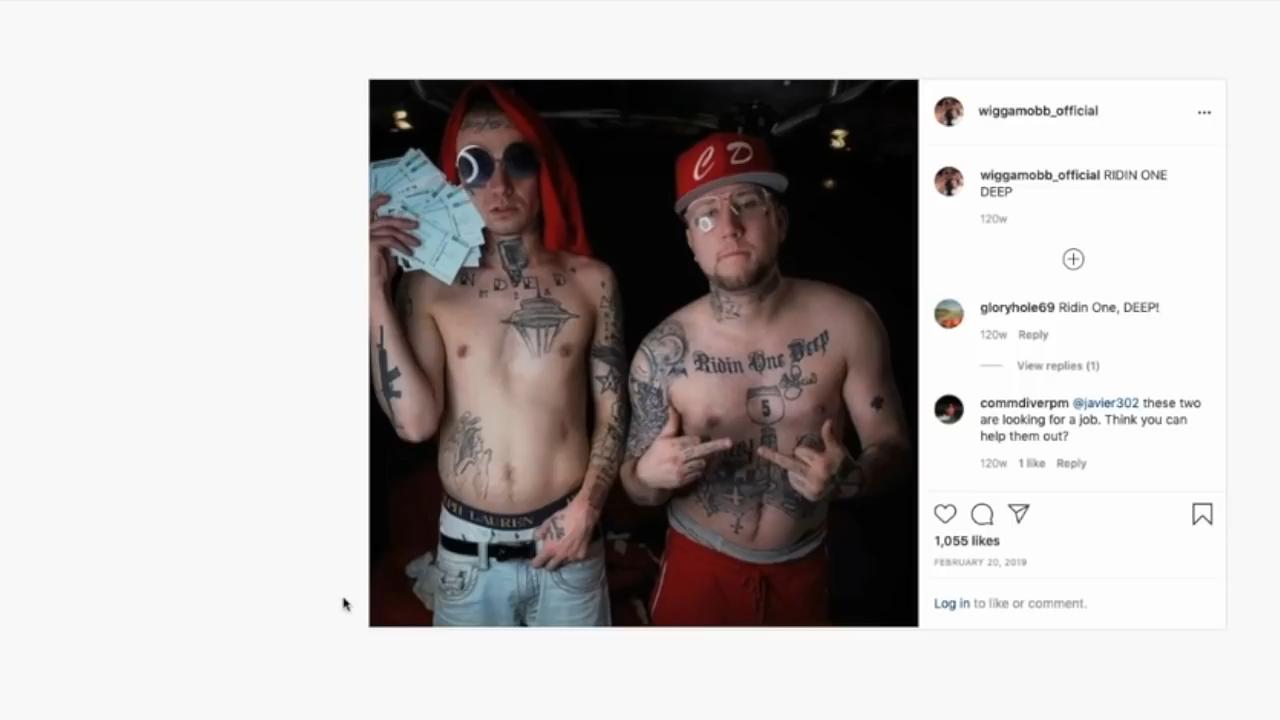 C D
Ridin One Deep
5
PH LAUREN
wiggamobb_official
wiggamobb_official RIDIN ONE
DEEP
120w
gloryhole69 Ridin One, DEEP!
120w Reply
View replies (1)
commdiverpm @javier302 these two
are looking for a job. Think you can
help them out?
120w 1 like Reply
1,055 likes
FEBRUARY 20, 2019
Log in to like or comment.